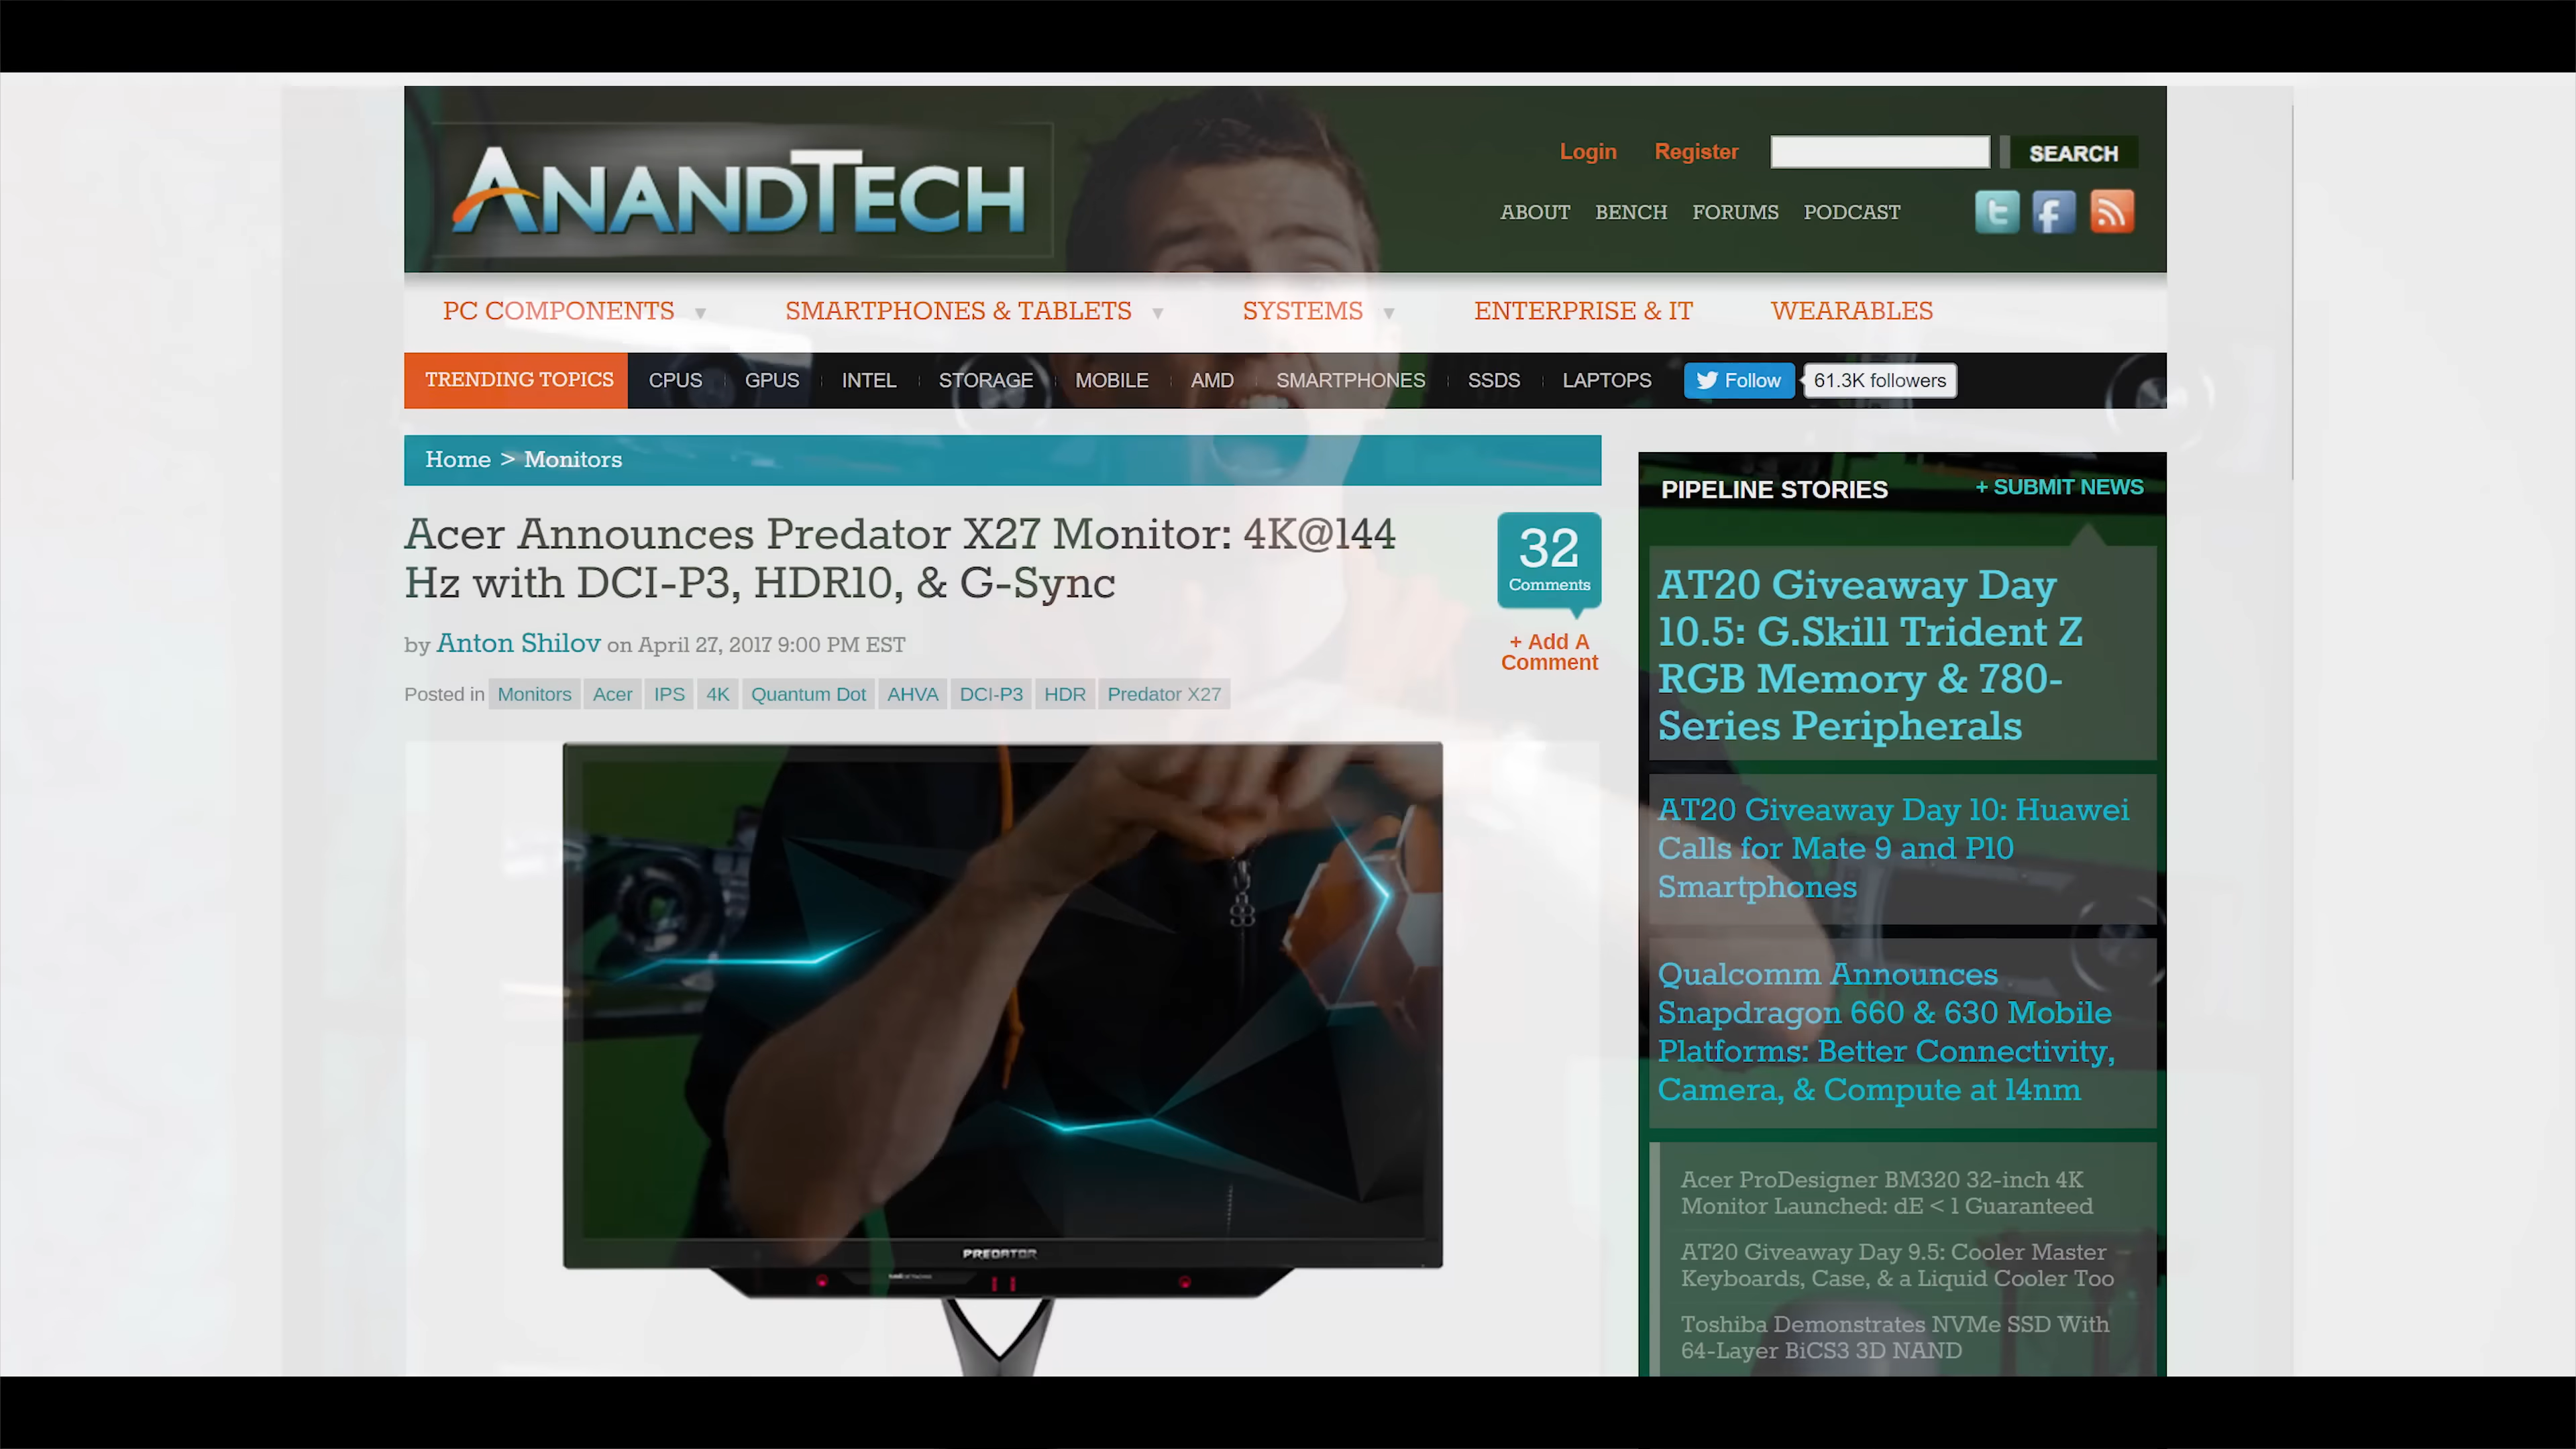 ANANDTECH
Login Register SEARCH
ABOUT BENCH FORUMS PODCAST
PC COMPONENTS SMARTPHONES & TABLETS SYSTEMS ENTERPRISE & IT WEARABLES
TRENDING TOPICS CPUS GPUS INTEL STORAGE MOBILE AMD SMARTPHONES SSDS LAPTOPS Follow 61.3K followers
Home > Monitors
Acer Announces Predator X27 Monitor: 4K@144
Hz with DCI-P3, HDR10, & G-Sync
by Anton Shilov on April 27, 2017 9:00 PM EST
32
Comments
+ Add A
Comment
Posted in Monitors Acer IPS 4K Quantum Dot AHVA DCI-P3 HDR Predator X27
PREDATOR
PIPELINE STORIES + SUBMIT NEWS
AT20 Giveaway Day
10.5: G.Skill Trident Z
RGB Memory & 780-
Series Peripherals
AT20 Giveaway Day 10: Huawei
Calls for Mate 9 and P10
Smartphones
Qualcomm Announces
Snapdragon 660 & 630 Mobile
Platforms: Better Connectivity,
Camera, & Compute at 14nm
Acer ProDesigner BM320 32-inch 4K
Monitor Launched: dE < 1 Guaranteed
AT20 Giveaway Day 9.5: Cooler Master
Keyboards, Case, & a Liquid Cooler Too
Toshiba Demonstrates NVMe SSD With
64-Layer BiCS3 3D NAND